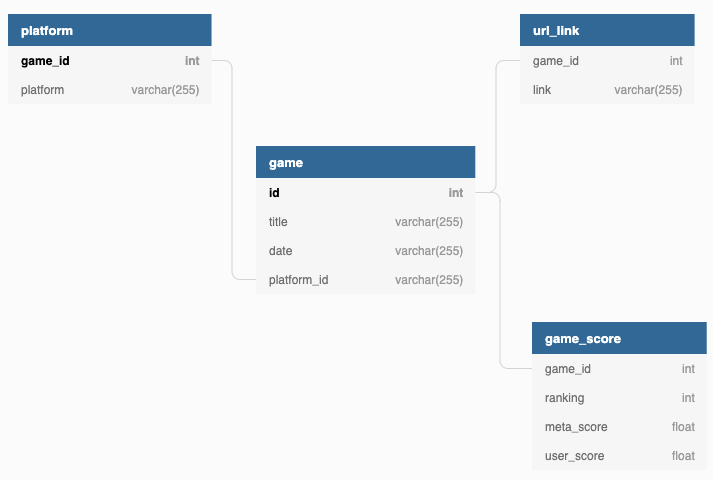 platform
game_id int
platform varchar(255)
url_link
game_id int
link varchar(255)
game
id int
title varchar(255)
date varchar(255)
platform_id varchar(255)
game_score
game_id int
ranking int
meta_score float
user_score float